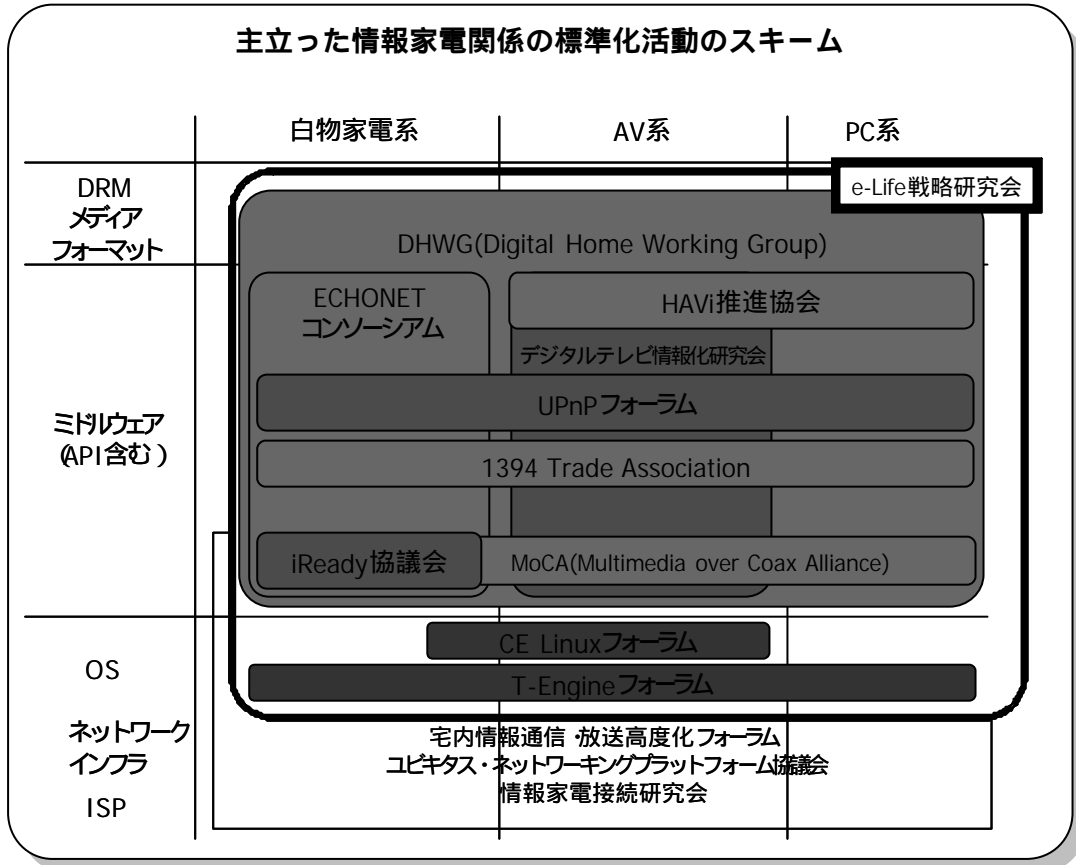 主立った情報家電関係の標準化活動のスキーム
白物家電系
AV系
PC系
e-Life戦略研究会
DRM
メディア
フォーマット
DHWG(Digital Home Working Group)
ECHONET
コンソーシアム
HAVi推進協会
デジタルテレビ情報化研究会
UPnPフォーラム
ミドルウェア
(API含む)
1394 Trade Association
iReady協議会
MoCA(Multimedia over Coax Alliance)
OS
CE Linuxフォーラム
T-Engineフォーラム
ネットワーク
インフラ
ISP
宅内情報通信・放送高度化フォーラム
ユビキタス・ネットワーキングプラットフォーム協議会
情報家電接続研究会